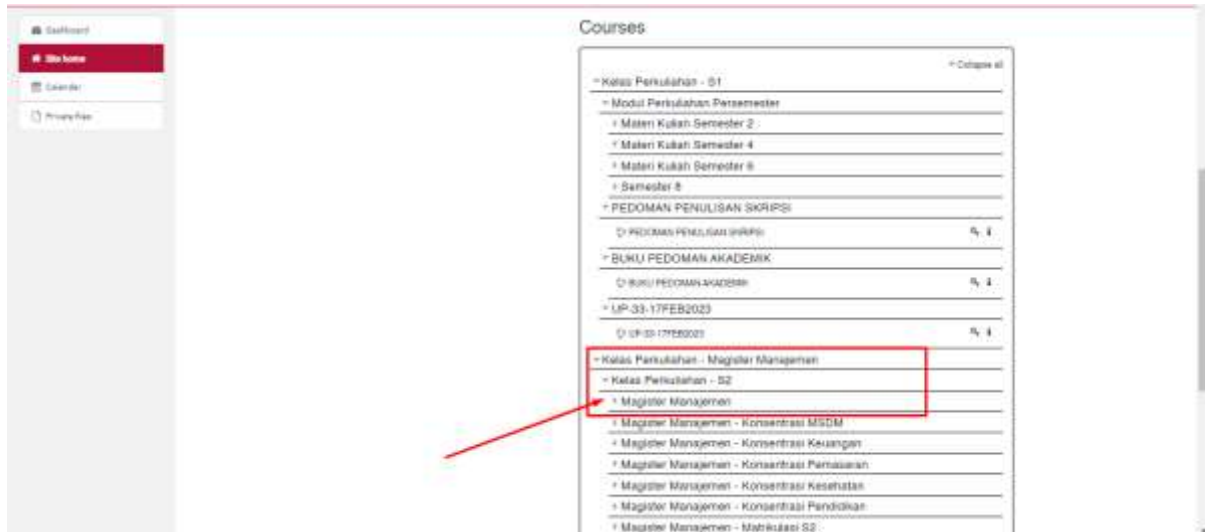 Dashboard
Site home
Calendar
Private files
Courses
Collapse all
Kelas Perkuliahan - S1
Modul Perkuliahan Persemester
Materi Kuliah Semester 2
Materi Kuliah Semester 4
Materi Kuliah Semester 6
Semester 8
PEDOMAN PENULISAN SKRIPSI
PEDOMAN PENULISAN SKRIPSI
BUKU PEDOMAN AKADEMIK
BUKU PEDOMAN AKADEMIK
UP-33-17FEB2023
UP-33-17FEB2023
Kelas Perkuliahan - Magister Manajemen
Kelas Perkuliahan - S2
Magister Manajemen
Magister Manajemen - Konsentrasi MSDM
Magister Manajemen - Konsentrasi Keuangan
Magister Manajemen - Konsentrasi Pemasaran
Magister Manajemen - Konsentrasi Kesehatan
Magister Manajemen - Konsentrasi Pendidikan
Magister Manajemen - Matrikulasi S2